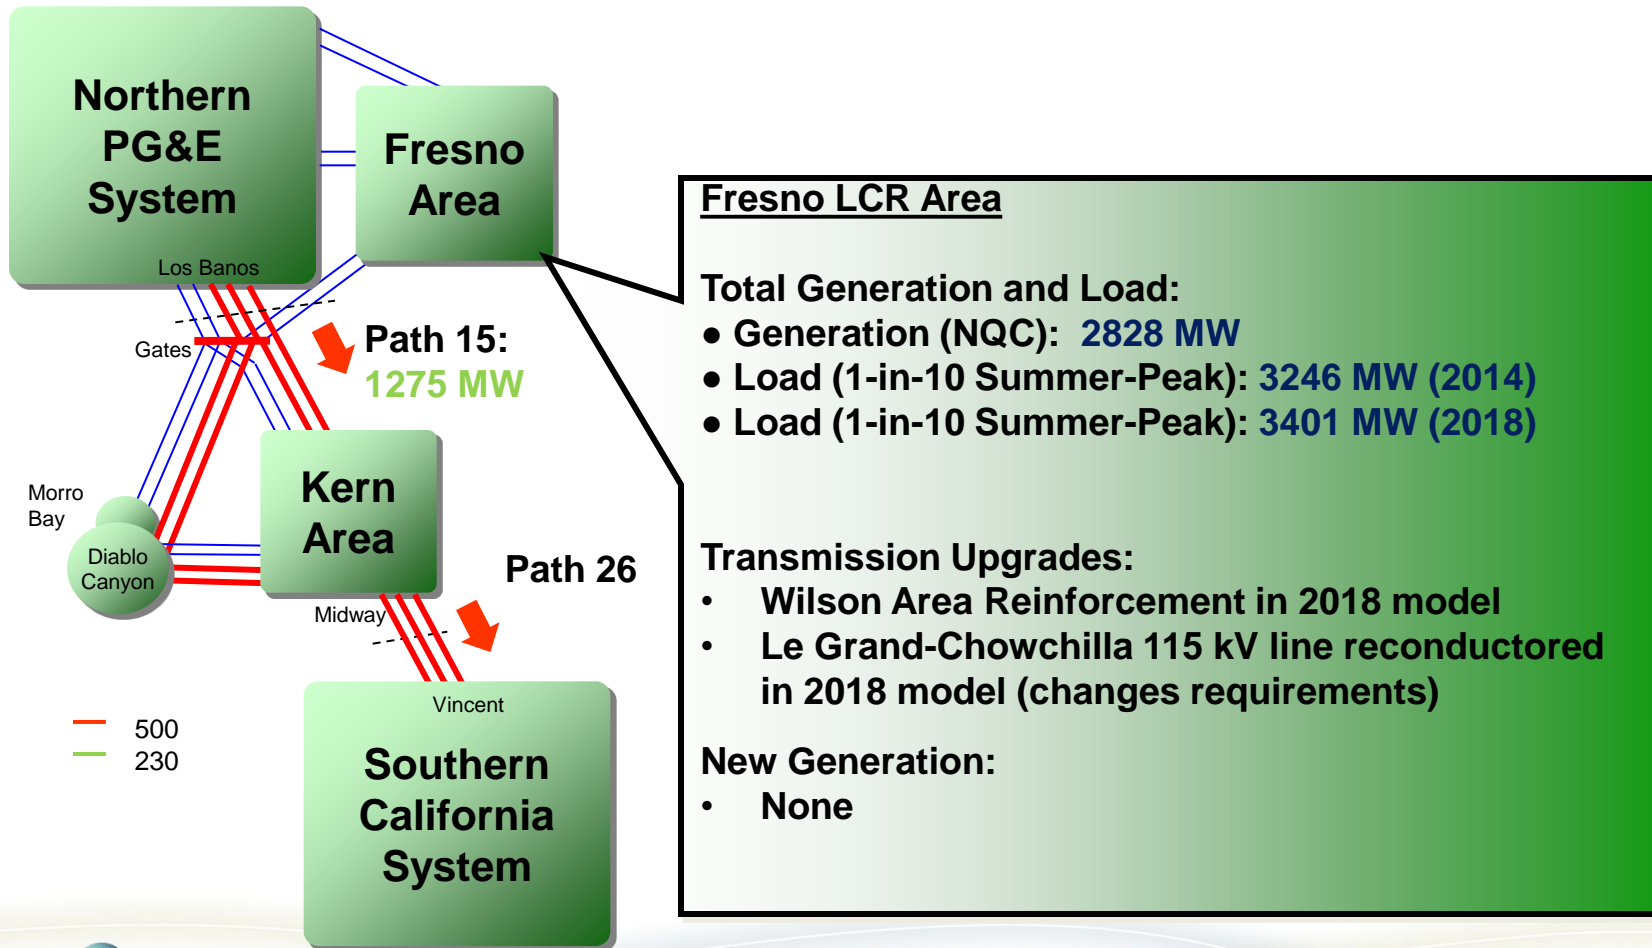 Northern
PG&E
System
Los Banos
Fresno
Area
Gates
Path 15:
1275 MW
Morro
Bay
Diablo
Canyon
Kern
Area
Path 26
Midway
Vincent
500
230
Southern
California
System
Fresno LCR Area
Total Generation and Load:
● Generation (NQC): 2828 MW
● Load (1-in-10 Summer-Peak): 3246 MW (2014)
● Load (1-in-10 Summer-Peak): 3401 MW (2018)
Transmission Upgrades:
• Wilson Area Reinforcement in 2018 model
• Le Grand-Chowchilla 115 kV line reconductored
in 2018 model (changes requirements)
New Generation:
• None